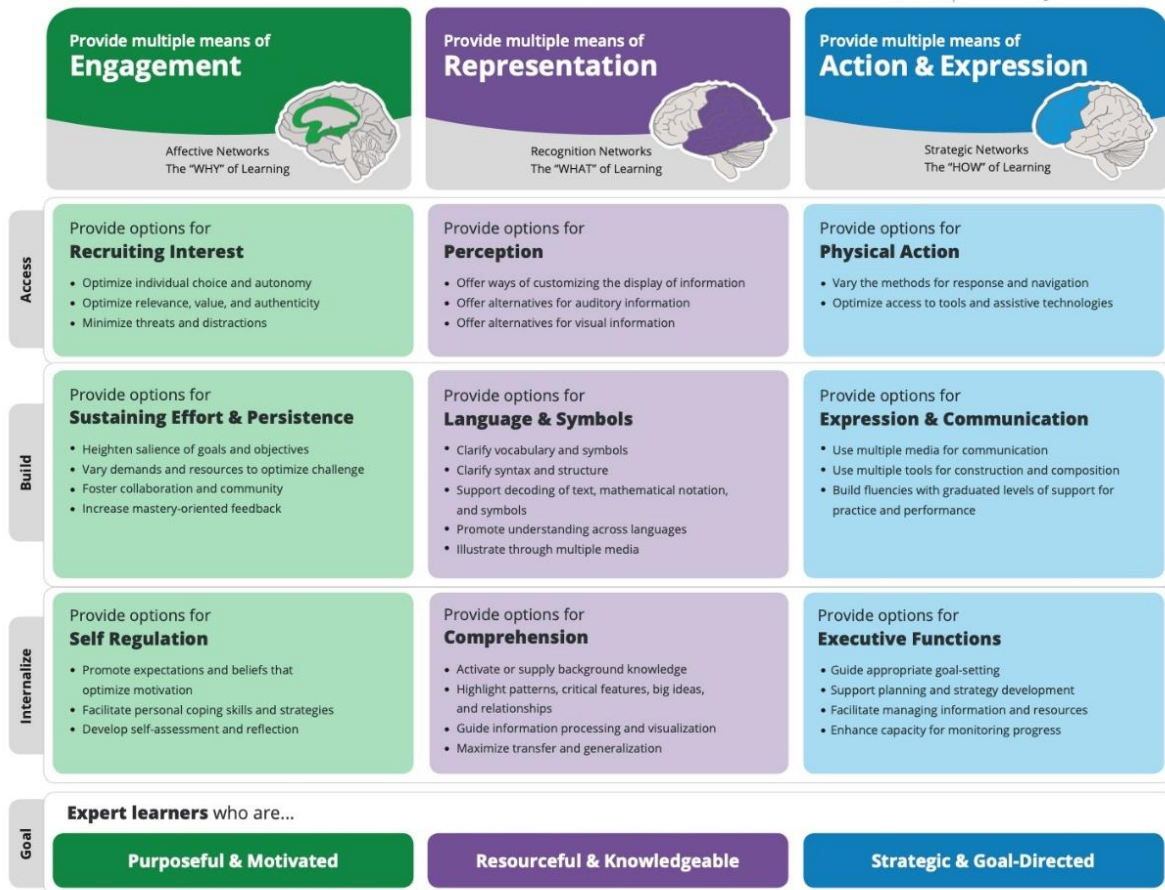 Provide multiple means of
Engagement
Affective Networks
The "WHY" of Learning
Provide multiple means of
Representation
Recognition Networks
The "WHAT" of Learning
Provide multiple means of
Action & Expression
Strategic Networks
The "HOW" of Learning
Access
Provide options for
Recruiting Interest
• Optimize individual choice and autonomy
• Optimize relevance, value, and authenticity
• Minimize threats and distractions
Provide options for
Perception
• Offer ways of customizing the display of information
• Offer alternatives for auditory information
• Offer alternatives for visual information
Provide options for
Physical Action
• Vary the methods for response and navigation
• Optimize access to tools and assistive technologies
Build
Provide options for
Sustaining Effort & Persistence
• Heighten salience of goals and objectives
• Vary demands and resources to optimize challenge
• Foster collaboration and community
• Increase mastery-oriented feedback
Provide options for
Language & Symbols
• Clarify vocabulary and symbols
• Clarify syntax and structure
• Support decoding of text, mathematical notation,
and symbols
• Promote understanding across languages
• Illustrate through multiple media
Provide options for
Expression & Communication
• Use multiple media for communication
• Use multiple tools for construction and composition
• Build fluencies with graduated levels of support for
practice and performance
Internalize
Provide options for
Self Regulation
• Promote expectations and beliefs that
optimize motivation
• Facilitate personal coping skills and strategies
• Develop self-assessment and reflection
Provide options for
Comprehension
• Activate or supply background knowledge
• Highlight patterns, critical features, big ideas,
and relationships
• Guide information processing and visualization
• Maximize transfer and generalization
Provide options for
Executive Functions
• Guide appropriate goal-setting
• Support planning and strategy development
• Facilitate managing information and resources
• Enhance capacity for monitoring progress
Goal
Expert learners who are...
Purposeful & Motivated
Resourceful & Knowledgeable
Strategic & Goal-Directed